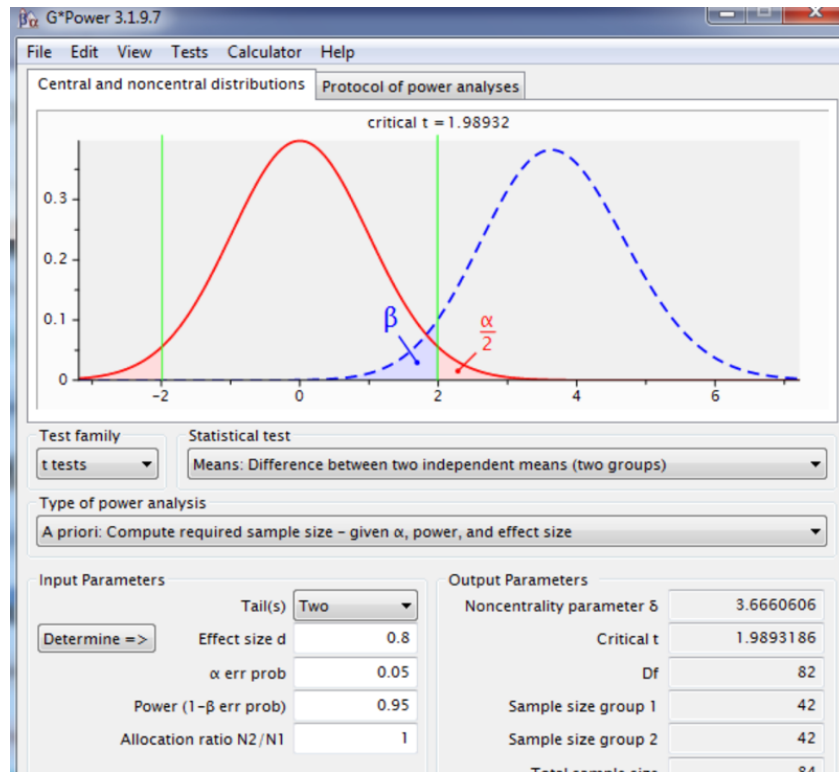 G*Power 3.1.9.7
File Edit View Tests Calculator Help
Central and noncentral distributions Protocol of power analyses
critical t = 1.98932
0.3
0.2
0.1
0
β
α
2
-2 0 2 4 6
Test family Statistical test
t tests Means: Difference between two independent means (two groups)
Type of power analysis
A priori: Compute required sample size – given α, power, and effect size
Input Parameters Output Parameters
Tail(s) Two Noncentrality parameter δ 3.6660606
Determine => Effect size d 0.8 Critical t 1.9893186
α err prob 0.05 Df 82
Power (1-β err prob) 0.95 Sample size group 1 42
Allocation ratio N2/N1 1 Sample size group 2 42
Total sample size 84